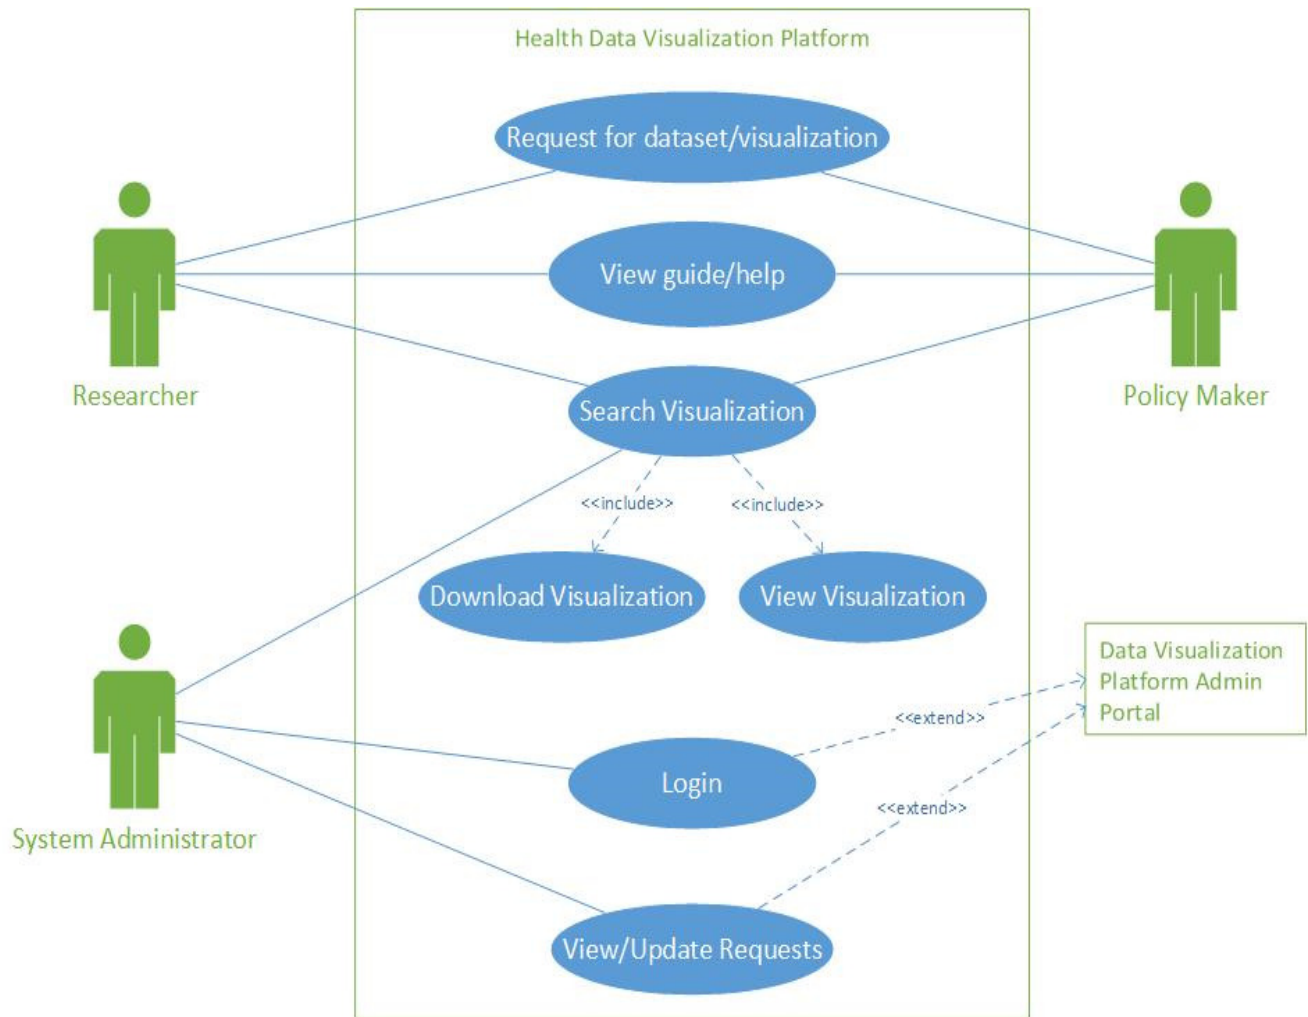 Health Data Visualization Platform
Request for dataset/visualization
View guide/help
Researcher
Policy Maker
Search Visualization
<<include>>
<<include>>
Download Visualization
View Visualization
Data Visualization
Platform Admin
Portal
<<extend>>
Login
<<extend>>
System Administrator
View/Update Requests